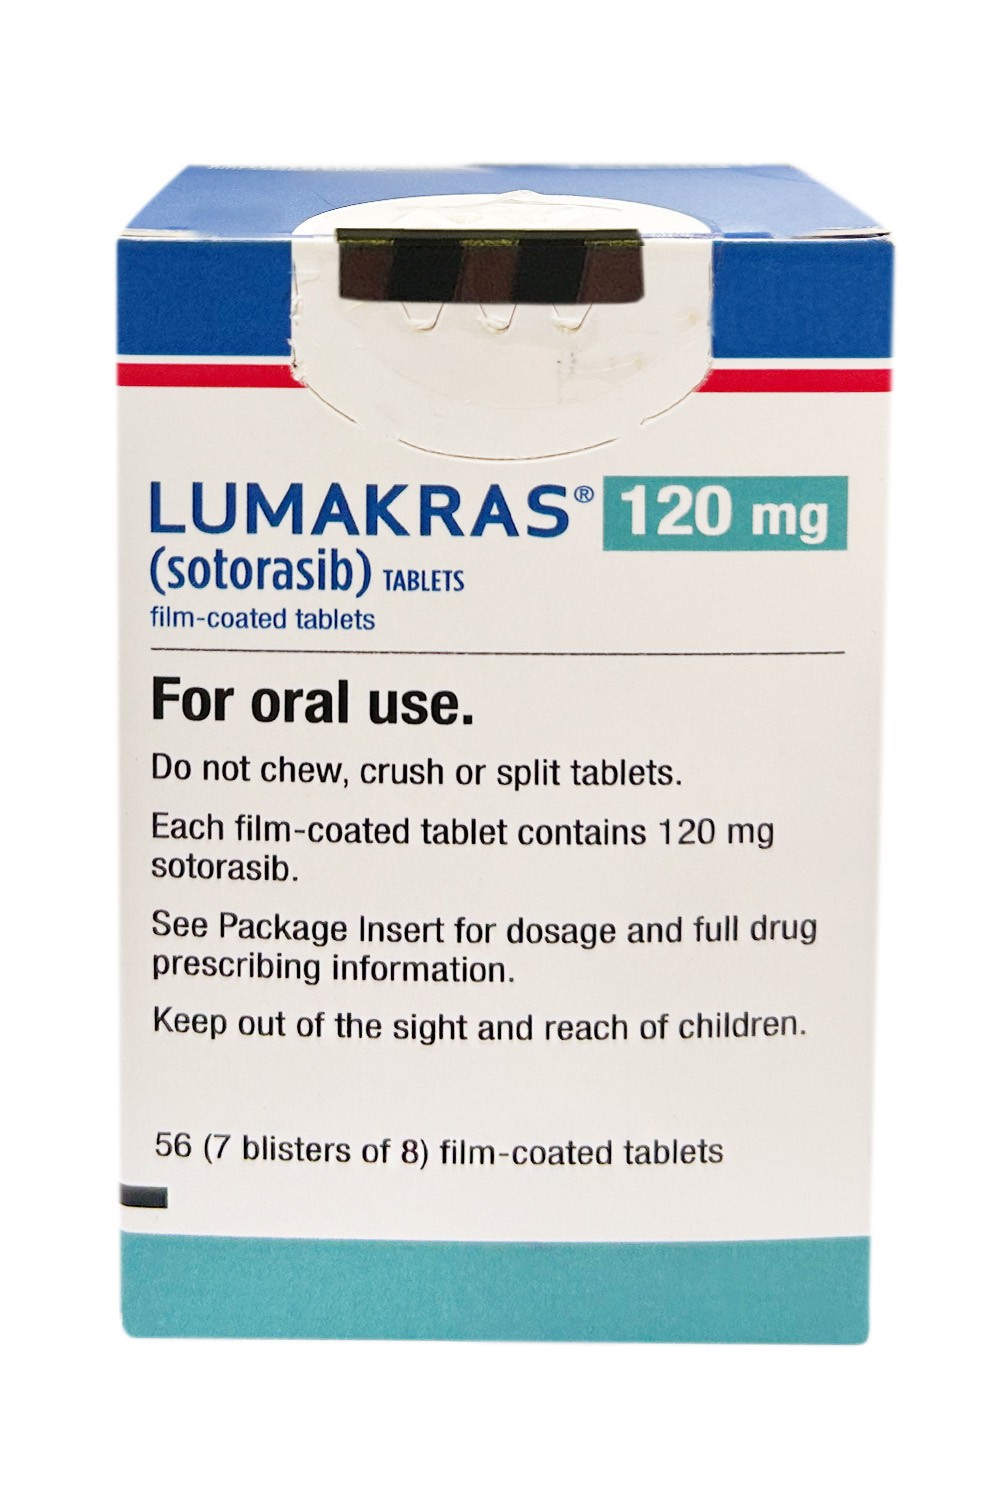 LUMAKRAS® 120 mg
(sotorasib) TABLETS
film-coated tablets
For oral use.
Do not chew, crush or split tablets.
Each film-coated tablet contains 120 mg
sotorasib.
See Package Insert for dosage and full drug
prescribing information.
Keep out of the sight and reach of children.
56 (7 blisters of 8) film-coated tablets